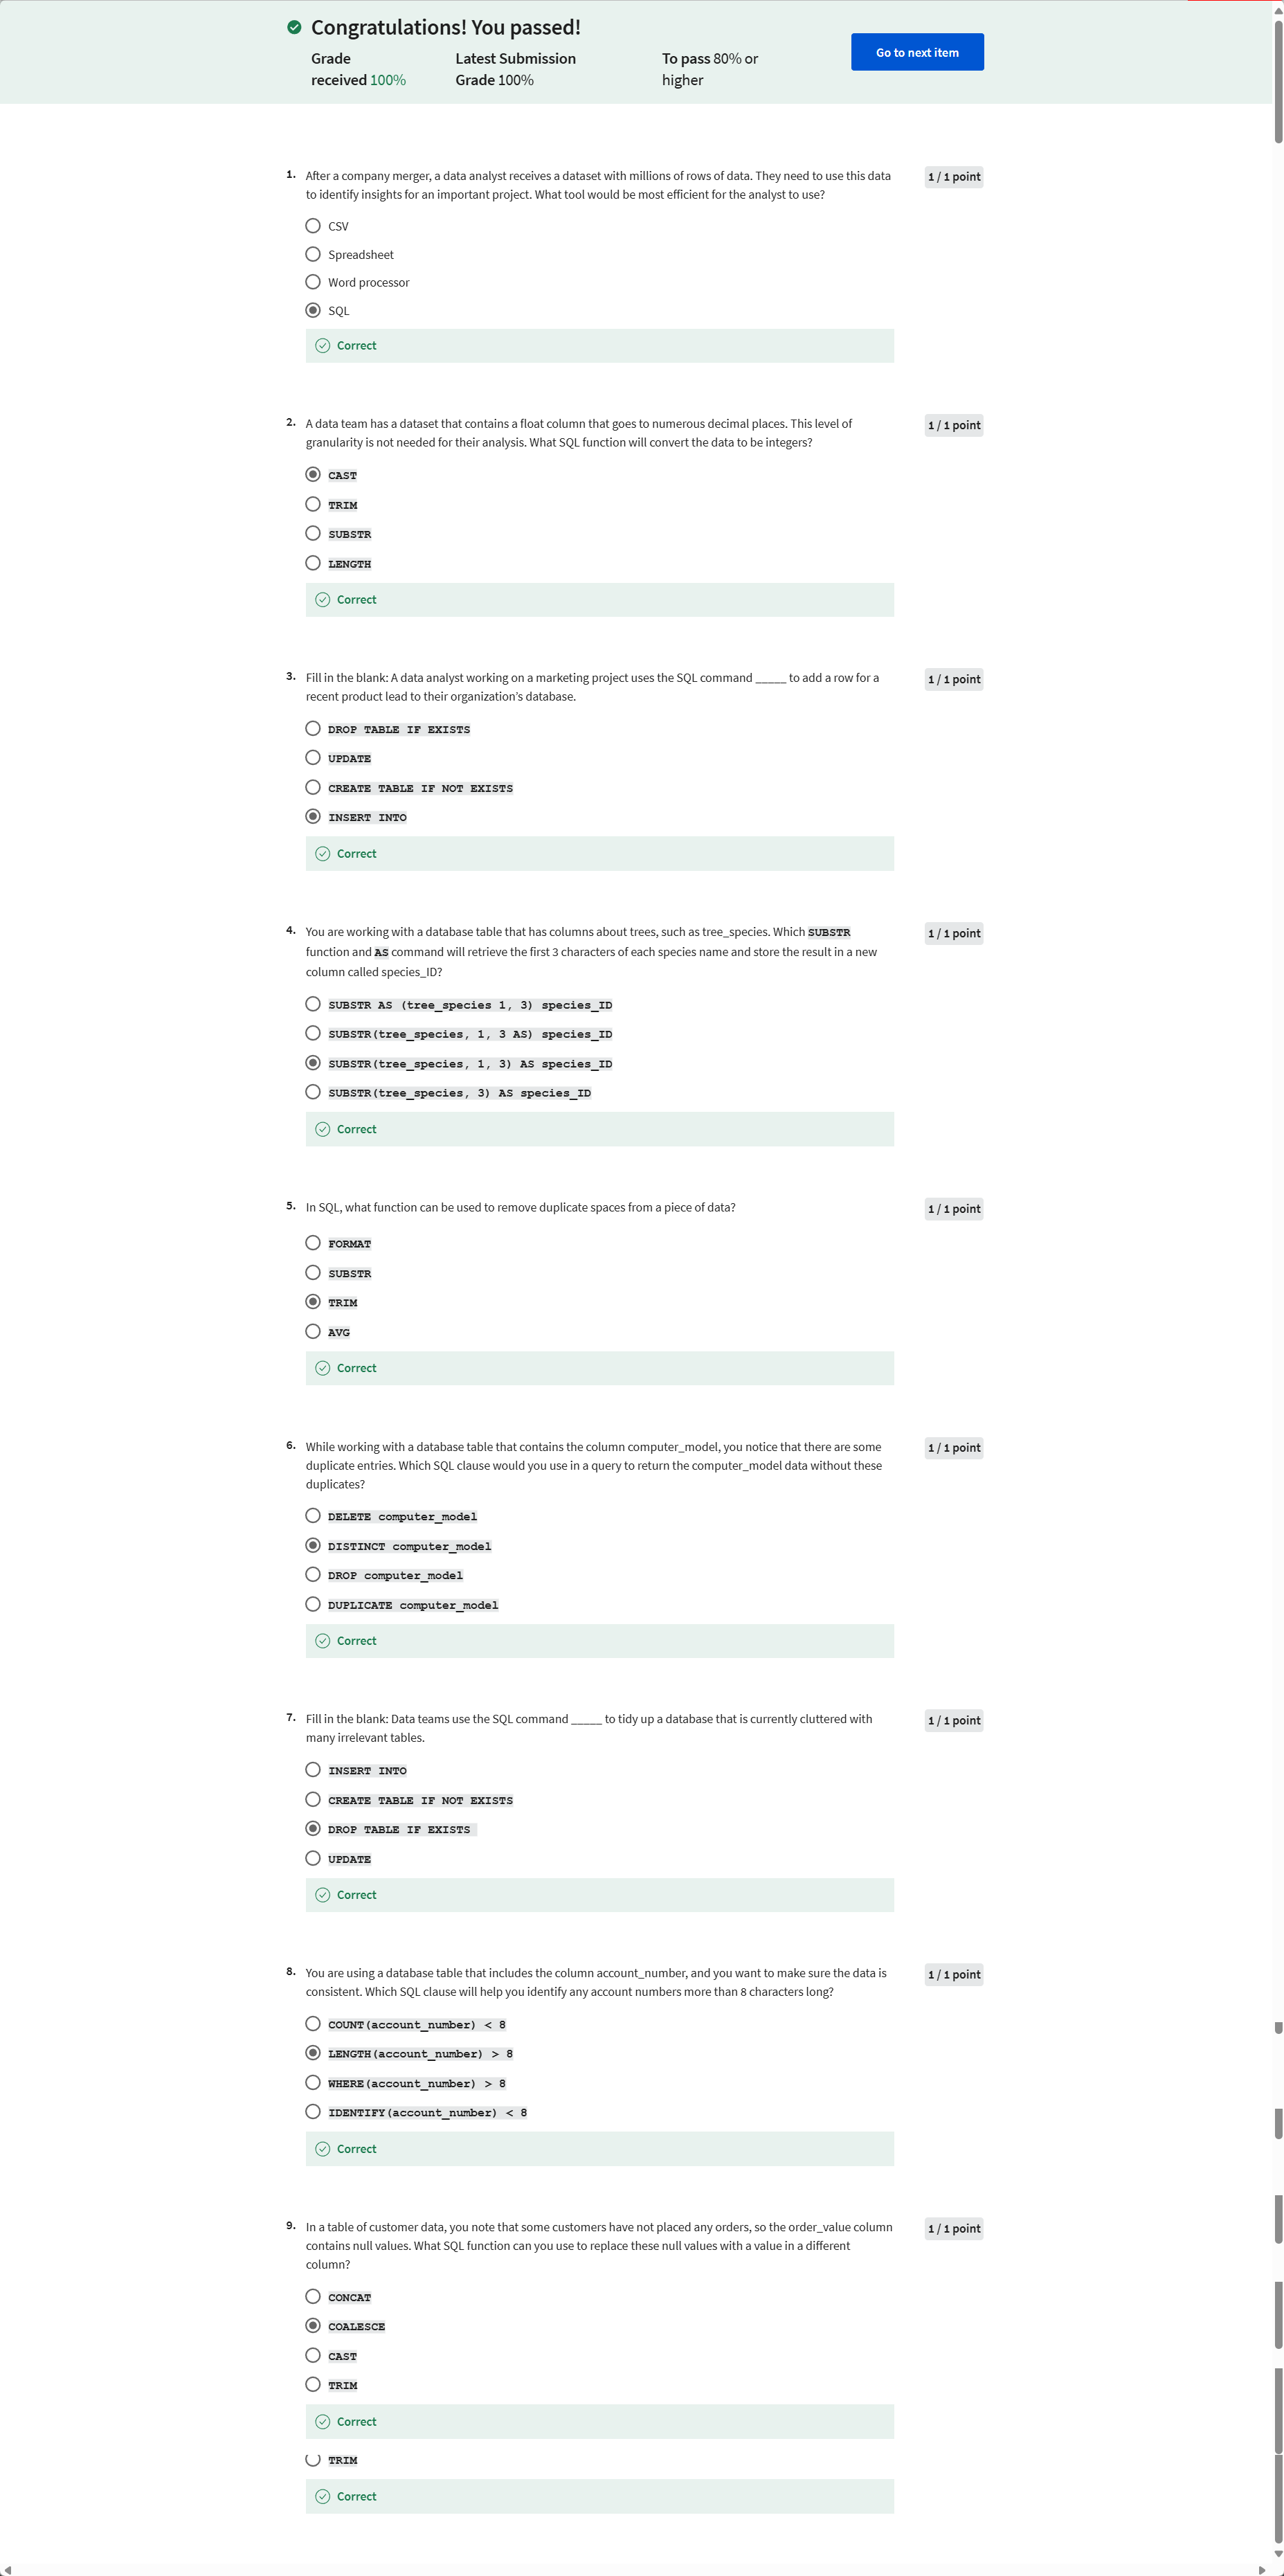 Congratulations! You passed!
Grade
received 100%
Latest Submission
Grade 100%
To pass 80% or
higher
Go to next item
1. After a company merger, a data analyst receives a dataset with millions of rows of data. They need to use this data
to identify insights for an important project. What tool would be most efficient for the analyst to use?
1 / 1 point
CSV
Spreadsheet
Word processor
SQL
Correct
2. A data team has a dataset that contains a float column that goes to numerous decimal places. This level of
granularity is not needed for their analysis. What SQL function will convert the data to be integers?
1 / 1 point
CAST
TRIM
SUBSTR
LENGTH
Correct
3. Fill in the blank: A data analyst working on a marketing project uses the SQL command _____ to add a row for a
recent product lead to their organization’s database.
1 / 1 point
DROP TABLE IF EXISTS
UPDATE
CREATE TABLE IF NOT EXISTS
INSERT INTO
Correct
4. You are working with a database table that has columns about trees, such as tree_species. Which SUBSTR
function and AS command will retrieve the first 3 characters of each species name and store the result in a new
column called species_ID?
1 / 1 point
SUBSTR AS (tree_species 1, 3) species_ID
SUBSTR(tree_species, 1, 3 AS) species_ID
SUBSTR(tree_species, 1, 3) AS species_ID
SUBSTR(tree_species, 3) AS species_ID
Correct
5. In SQL, what function can be used to remove duplicate spaces from a piece of data?
1 / 1 point
FORMAT
SUBSTR
TRIM
AVG
Correct
6. While working with a database table that contains the column computer_model, you notice that there are some
duplicate entries. Which SQL clause would you use in a query to return the computer_model data without these
duplicates?
1 / 1 point
DELETE computer_model
DISTINCT computer_model
DROP computer_model
DUPLICATE computer_model
Correct
7. Fill in the blank: Data teams use the SQL command _____ to tidy up a database that is currently cluttered with
many irrelevant tables.
1 / 1 point
INSERT INTO
CREATE TABLE IF NOT EXISTS
DROP TABLE IF EXISTS
UPDATE
Correct
8. You are using a database table that includes the column account_number, and you want to make sure the data is
consistent. Which SQL clause will help you identify any account numbers more than 8 characters long?
1 / 1 point
COUNT(account_number) < 8
LENGTH(account_number) > 8
WHERE(account_number) > 8
IDENTIFY(account_number) < 8
Correct
9. In a table of customer data, you note that some customers have not placed any orders, so the order_value column
contains null values. What SQL function can you use to replace these null values with a value in a different
column?
1 / 1 point
CONCAT
COALESCE
CAST
TRIM
Correct
TRIM
Correct